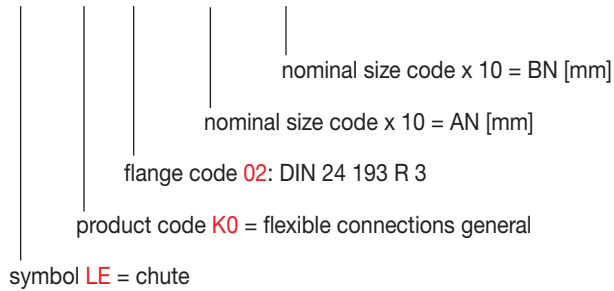 nominal size code x 10 = BN [mm]
nominal size code x 10 = AN [mm]
flange code 02: DIN 24 193 R 3
product code K0 = flexible connections general
symbol LE = chute